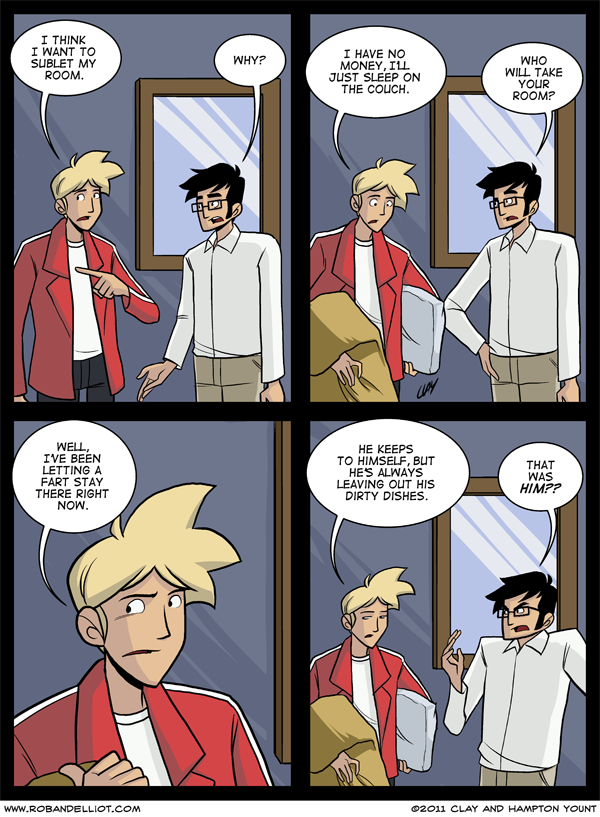 I THINK
I WANT TO
SUBLET MY
ROOM.
WHY?
I HAVE NO
MONEY, I'LL
JUST SLEEP ON
THE COUCH.
WHO
WILL TAKE
YOUR
ROOM?
CLAY
WELL,
I'VE BEEN
LETTING A
FART STAY
THERE RIGHT
NOW.
HE KEEPS
TO HIMSELF, BUT
HE'S ALWAYS
LEAVING OUT HIS
DIRTY DISHES.
THAT
WAS
HIM??
WWW.ROBANDELLIOT.COM
©2011 CLAY AND HAMPTON YOUNT